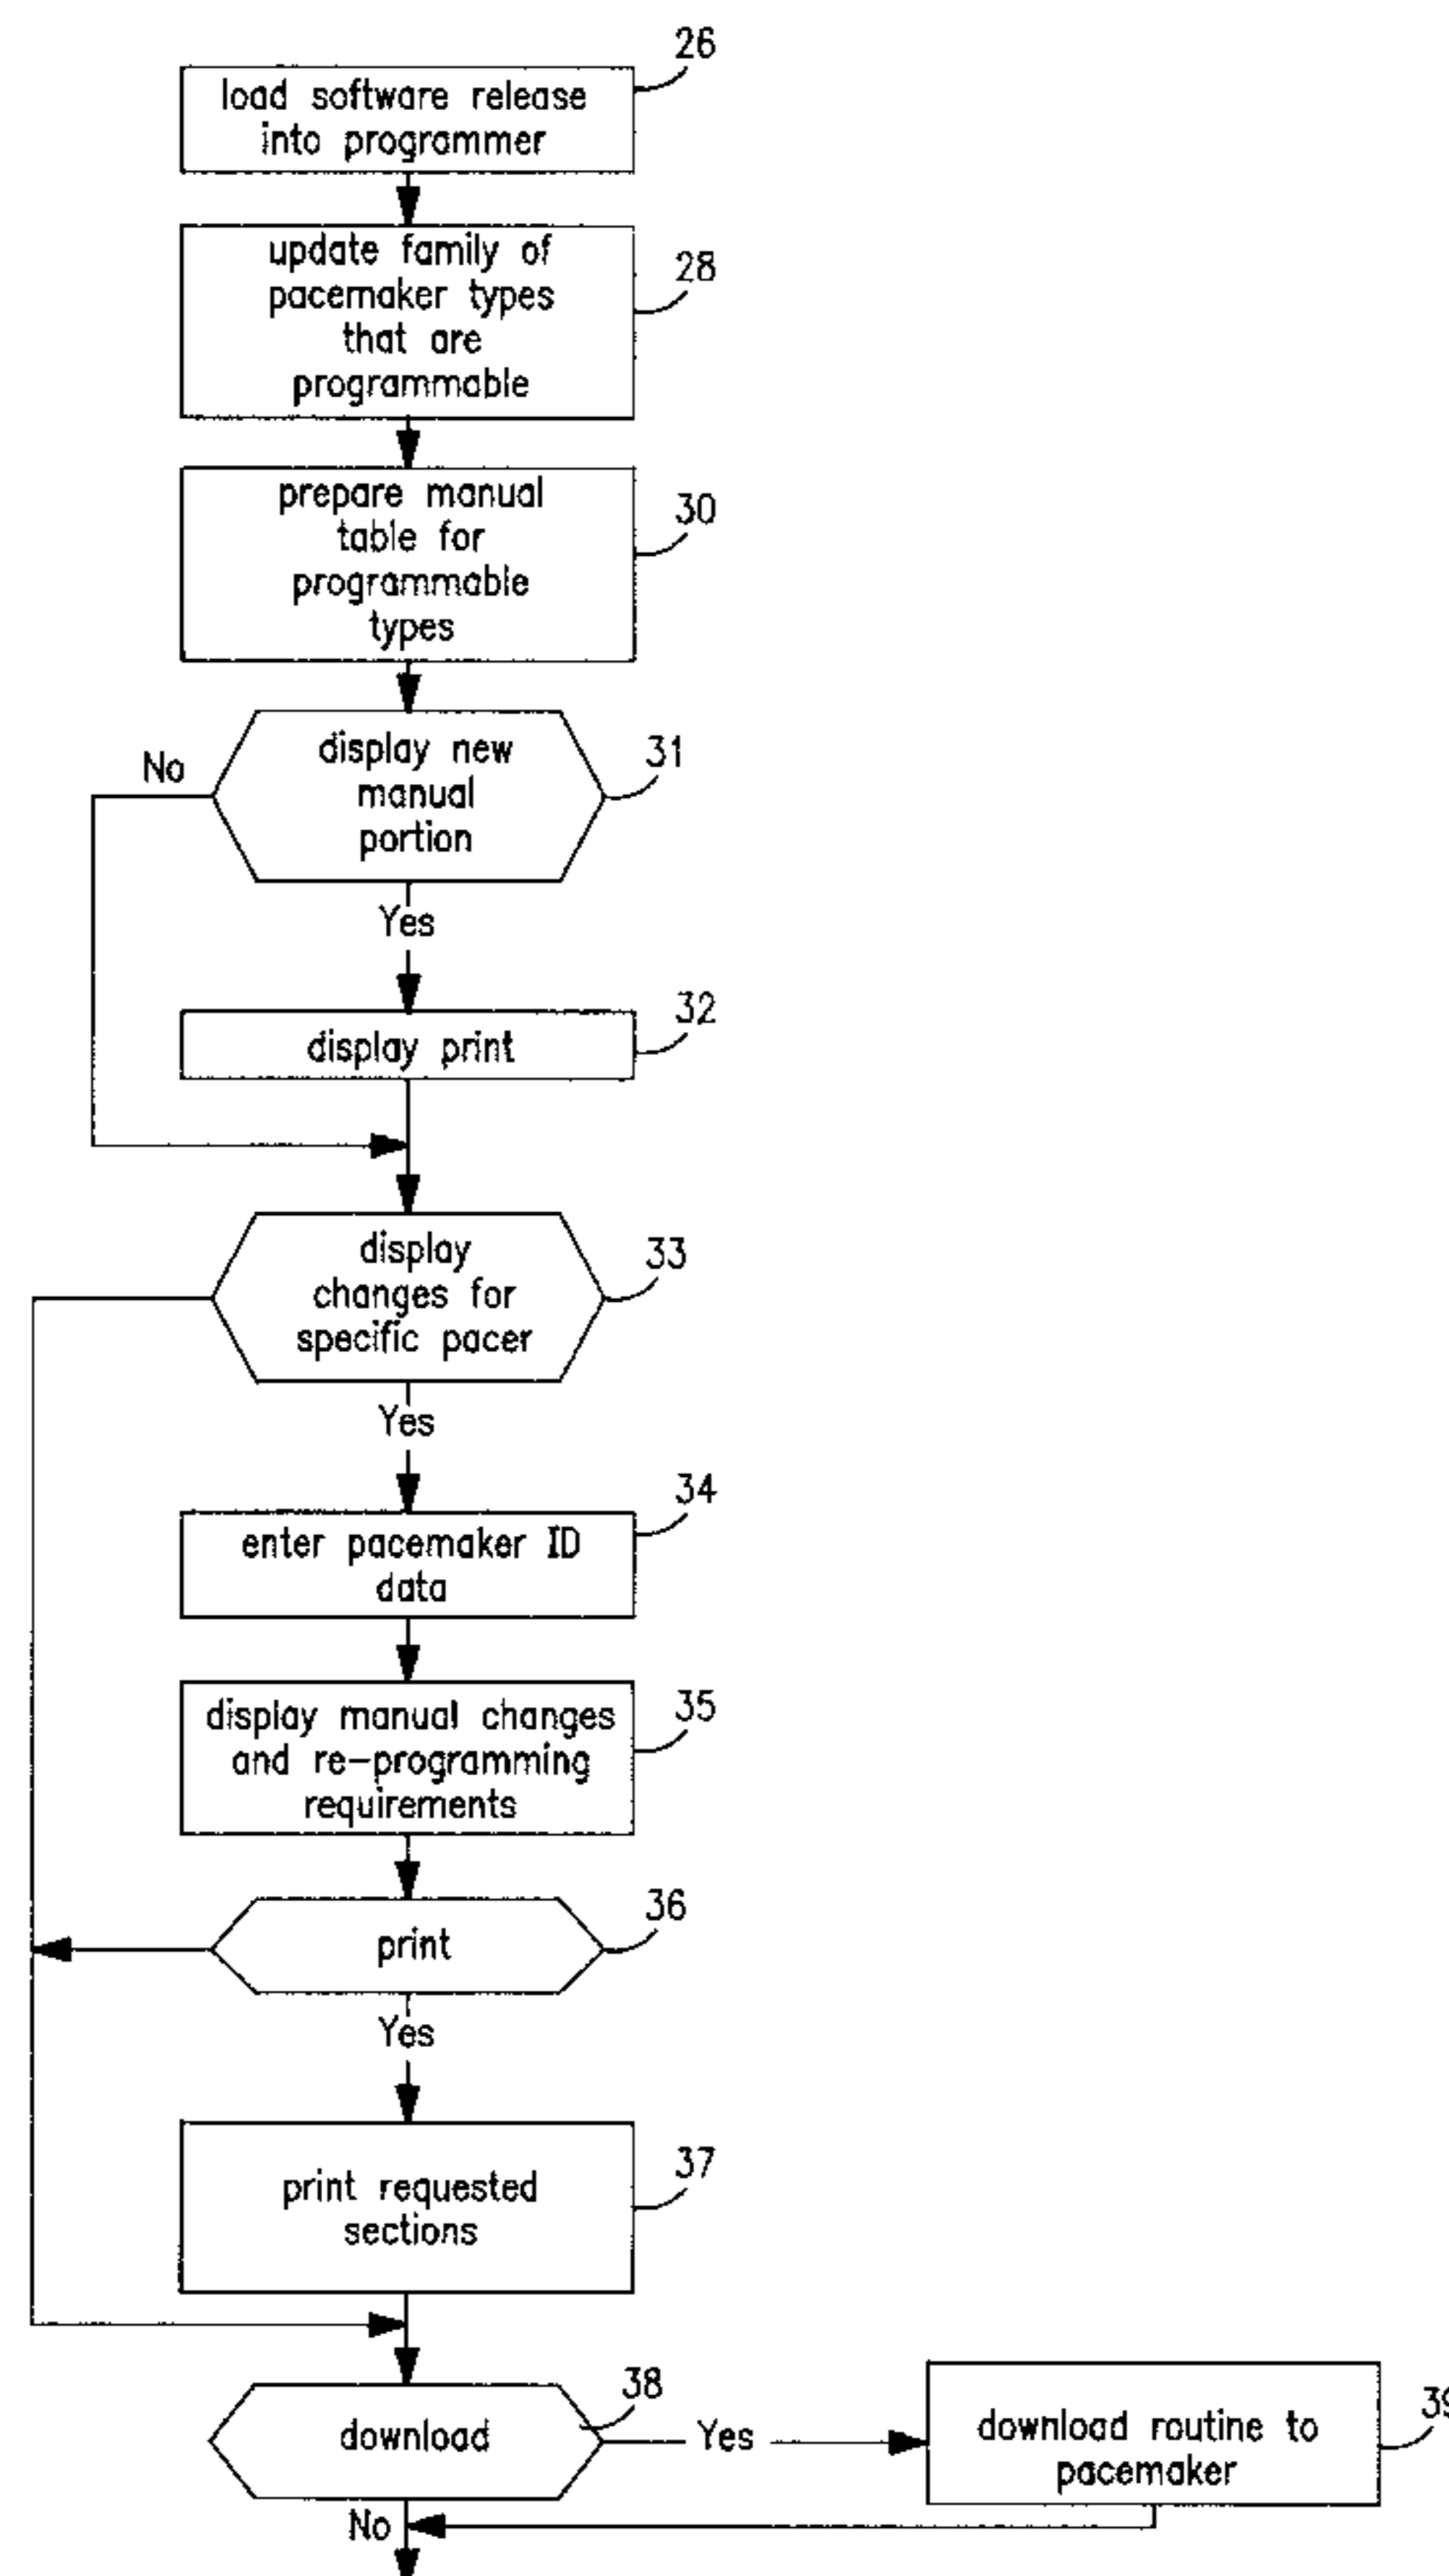 26
load software release
into programmer
28
update family of
pacemaker types
that are
programmable
30
prepare manual
table for
programmable
types
31
display new
manual
portion
No
Yes
32
display print
33
display
changes for
specific pacer
Yes
34
enter pacemaker ID
data
35
display manual changes
and re-programming
requirements
36
print
Yes
37
print requested
sections
38
download
Yes
39
download routine to
pacemaker
No